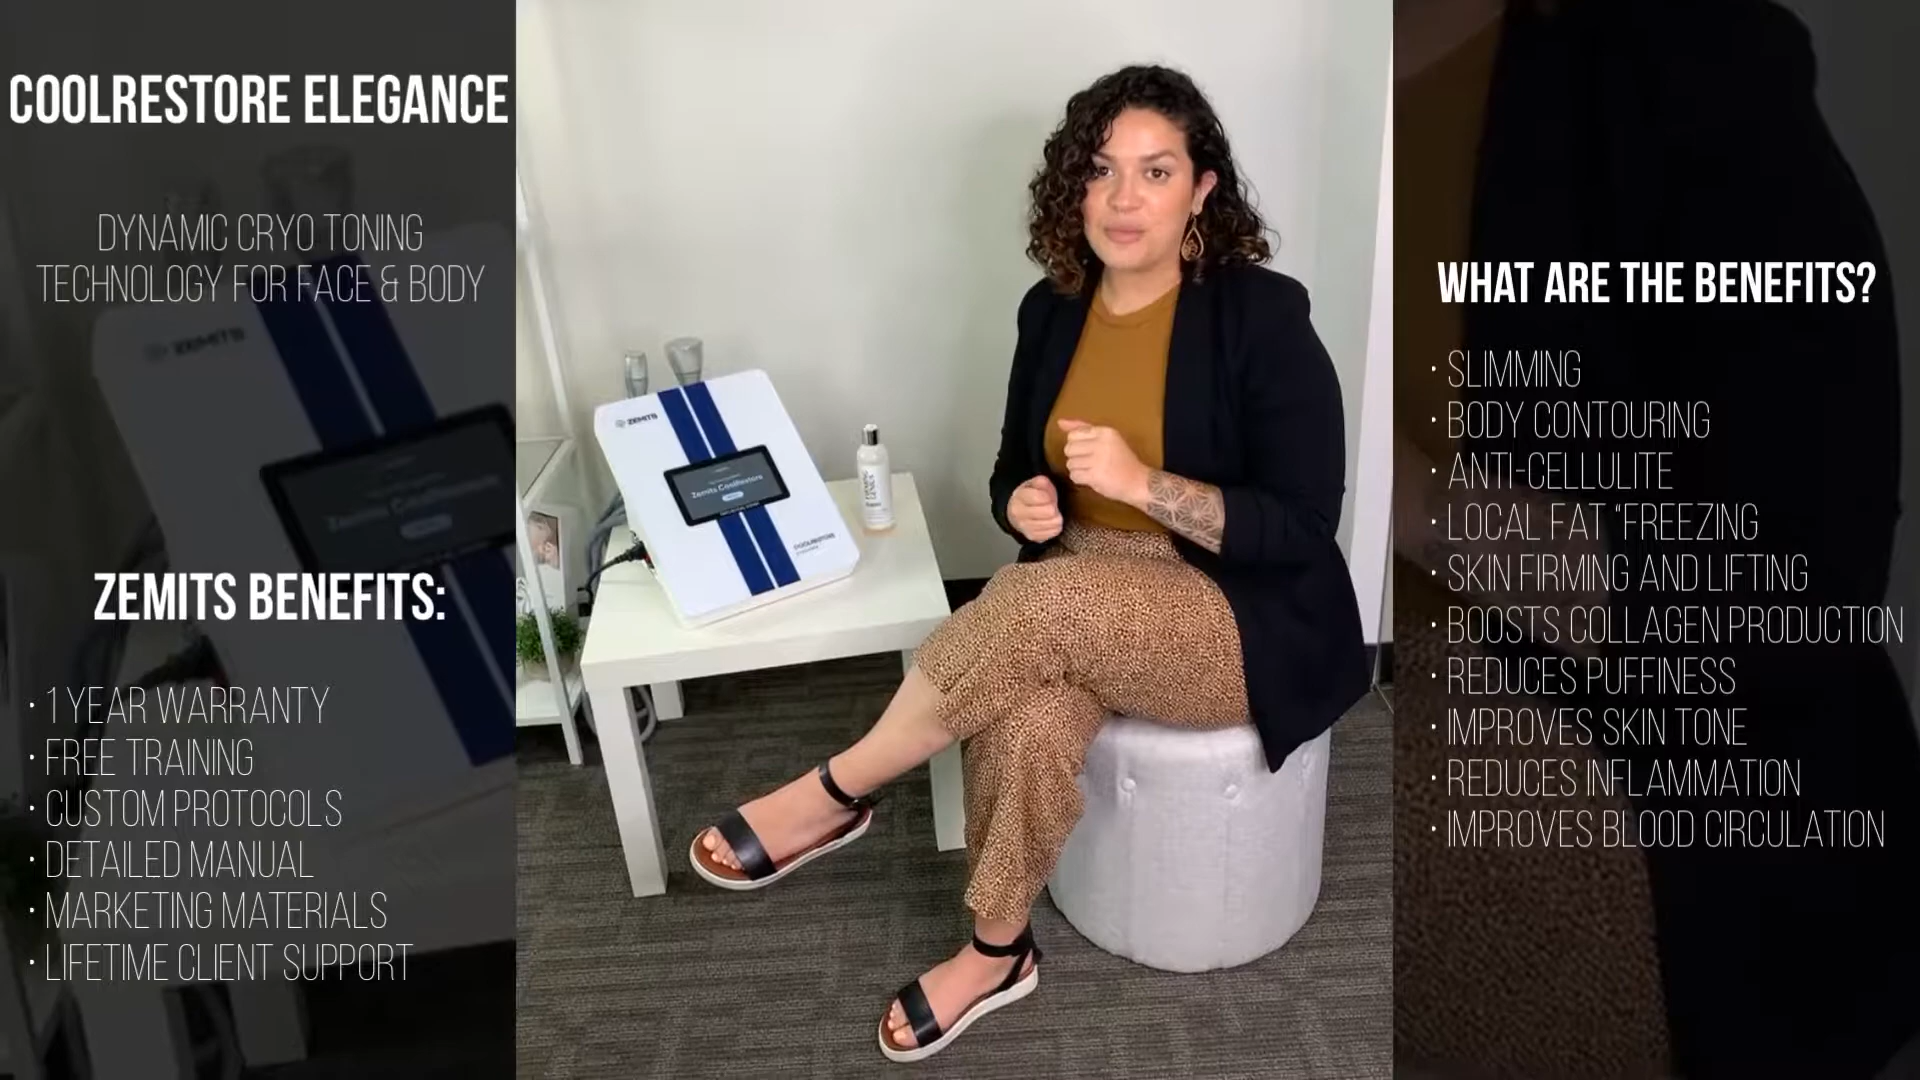 COOLRESTORE ELEGANCE
DYNAMIC CRYO TONING
TECHNOLOGY FOR FACE & BODY
ZEMITS BENEFITS:
· 1 YEAR WARRANTY
· FREE TRAINING
· CUSTOM PROTOCOLS
· DETAILED MANUAL
· MARKETING MATERIALS
· LIFETIME CLIENT SUPPORT
ZEMITS
Zemits CoolRestore
COOLRESTORE
WHAT ARE THE BENEFITS?
· SLIMMING
· BODY CONTOURING
· ANTI-CELLULITE
· LOCAL FAT “FREEZING
· SKIN FIRMING AND LIFTING
· BOOSTS COLLAGEN PRODUCTION
· REDUCES PUFFINESS
· IMPROVES SKIN TONE
· REDUCES INFLAMMATION
· IMPROVES BLOOD CIRCULATION